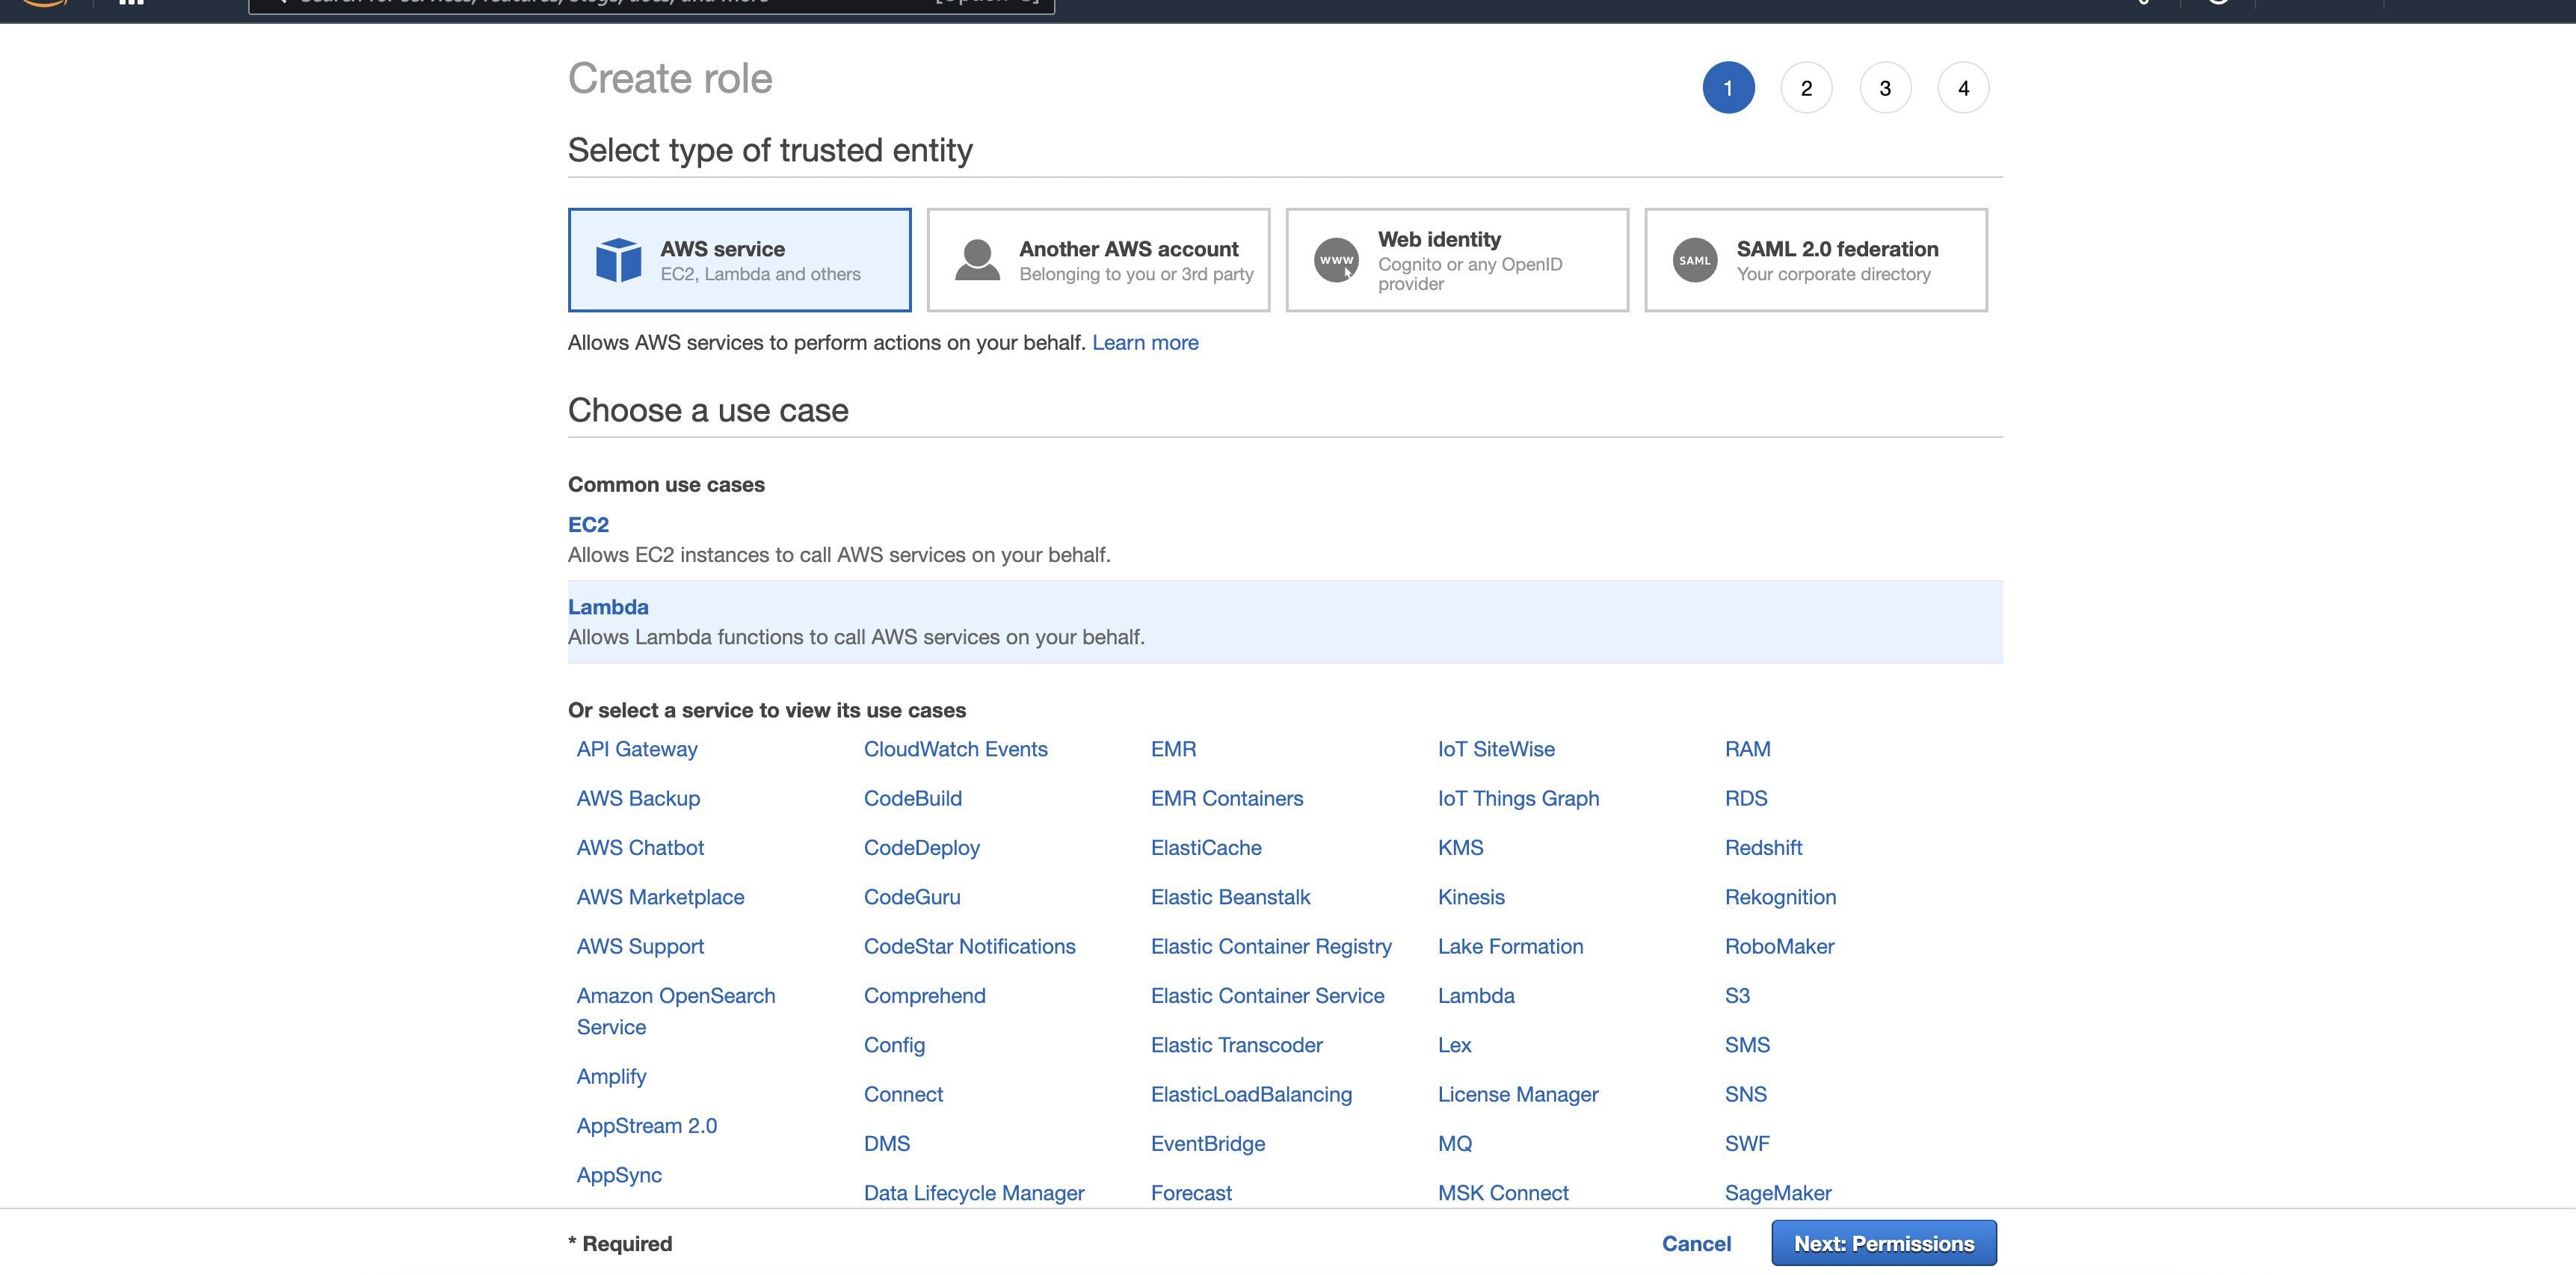 Create role
1 2 3 4
Select type of trusted entity
AWS service
EC2, Lambda and others
Another AWS account
Belonging to you or 3rd party
www
Web identity
Cognito or any OpenID
provider
SAML
SAML 2.0 federation
Your corporate directory
Allows AWS services to perform actions on your behalf. Learn more
Choose a use case
Common use cases
EC2
Allows EC2 instances to call AWS services on your behalf.
Lambda
Allows Lambda functions to call AWS services on your behalf.
Or select a service to view its use cases
API Gateway
AWS Backup
AWS Chatbot
AWS Marketplace
AWS Support
Amazon OpenSearch
Service
Amplify
AppStream 2.0
AppSync
CloudWatch Events
CodeBuild
CodeDeploy
CodeGuru
CodeStar Notifications
Comprehend
Config
Connect
DMS
Data Lifecycle Manager
EMR
EMR Containers
ElastiCache
Elastic Beanstalk
Elastic Container Registry
Elastic Container Service
Elastic Transcoder
ElasticLoadBalancing
EventBridge
Forecast
IoT SiteWise
IoT Things Graph
KMS
Kinesis
Lake Formation
Lambda
Lex
License Manager
MQ
MSK Connect
RAM
RDS
Redshift
Rekognition
RoboMaker
S3
SMS
SNS
SWF
SageMaker
* Required
Cancel
Next: Permissions